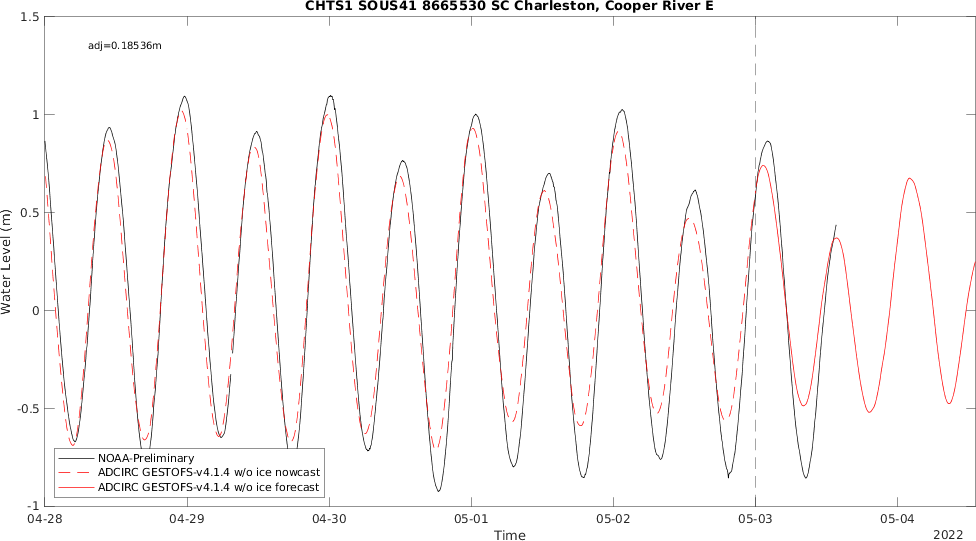 CHTS1 SOUS41 8665530 SC Charleston, Cooper River E
1.5
adj=0.18536m
1
0.5
Water Level (m)
0
-0.5
NOAA-Preliminary
ADCIRC GESTOFS-v4.1.4 w/o ice nowcast
ADCIRC GESTOFS-v4.1.4 w/o ice forecast
-1
04-28 04-29 04-30 05-01 05-02 05-03 05-04
Time
2022